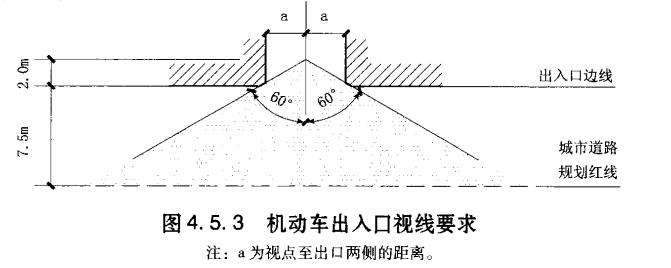 a a
2.0m
出入口边线
60° 60°
7.5m
城市道路
规划红线
图4.5.3 机动车出入口视线要求
注：a为视点至出口两侧的距离。